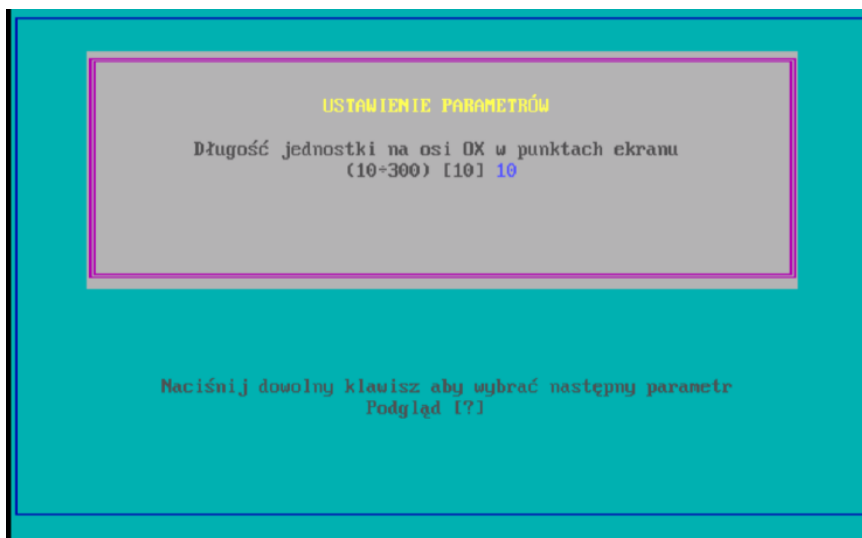 USTAWIENIE PARAMETRÓW
Długość jednostki na osi OX w punktach ekranu
(10÷300) [10] 10
Naciśnij dowolny klawisz aby wybrać następny parametr
Podgląd [?]